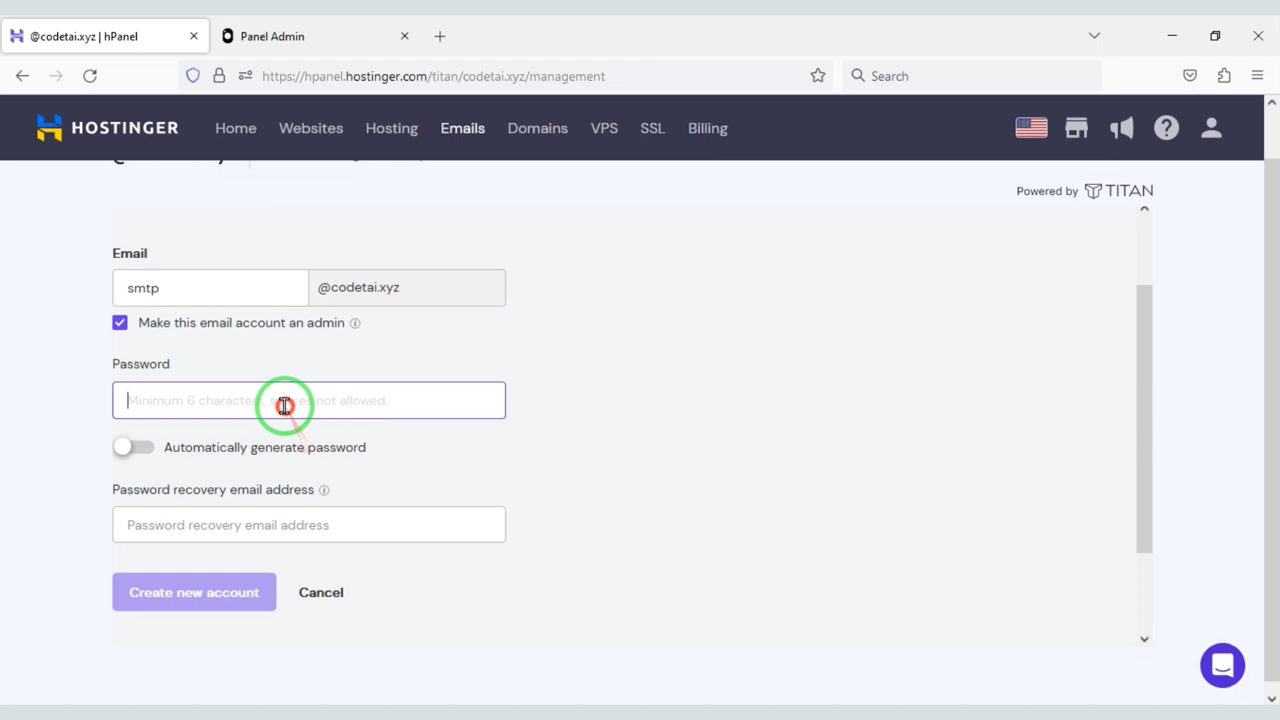 @codetai.xyz | hPanel
Panel Admin
https://hpanel.hostinger.com/titan/codetai.xyz/management
Search
HOSTINGER
Home
Websites
Hosting
Emails
Domains
VPS
SSL
Billing
Powered by TITAN
Email
smtp
@codetai.xyz
Make this email account an admin
Password
Minimum 6 characters, spaces not allowed.
Automatically generate password
Password recovery email address
Password recovery email address
Create new account
Cancel